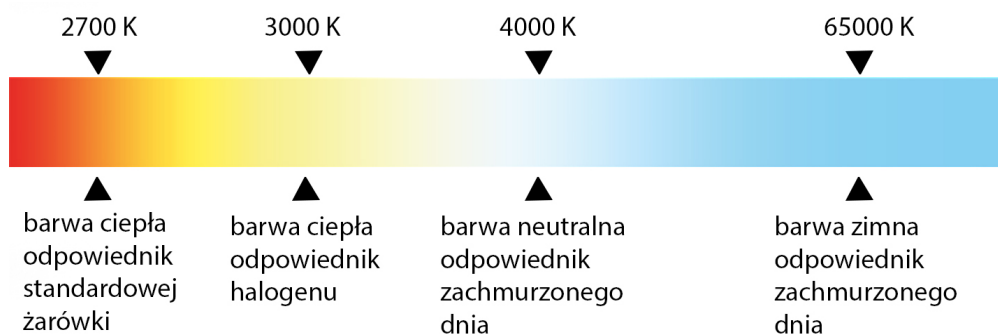 2700 K
3000 K
4000 K
65000 K
barwa ciepła
odpowiednik
standardowej
żarówki
barwa ciepła
odpowiednik
halogenu
barwa neutralna
odpowiednik
zachmurzonego
dnia
barwa zimna
odpowiednik
zachmurzonego
dnia